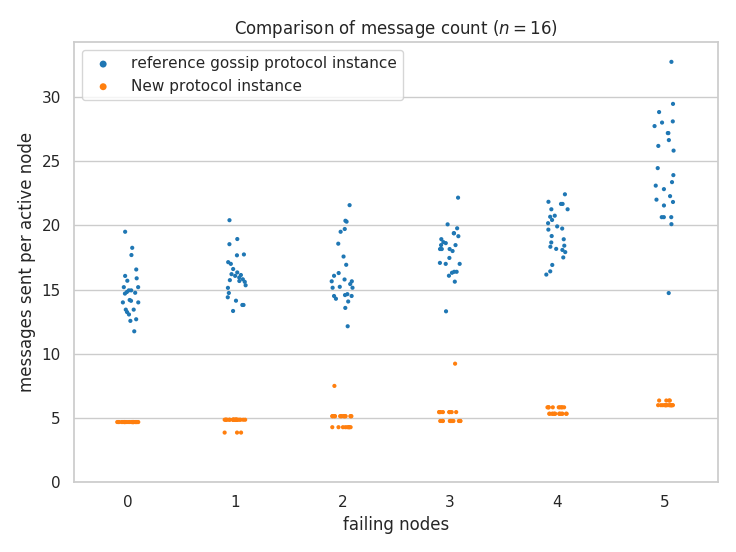 Comparison of message count (n = 16)
reference gossip protocol instance
New protocol instance
messages sent per active node
30
25
20
15
10
5
0
0 1 2 3 4 5
failing nodes